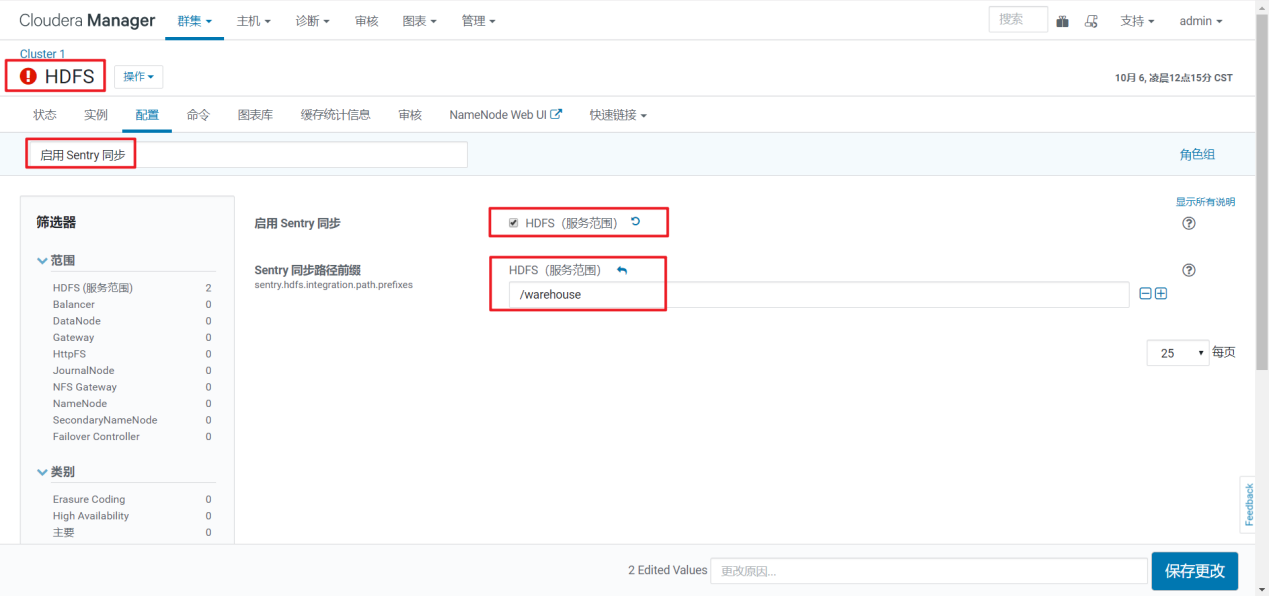 Cloudera Manager 群集 主机 诊断 审核 图表 管理 搜索 支持 admin
Cluster 1
HDFS 操作 10月 6, 凌晨12点15分 CST
状态 实例 配置 命令 图表库 缓存统计信息 审核 NameNode Web UI 快速链接
启用 Sentry 同步 角色组
显示所有说明
筛选器
范围
HDFS (服务范围) 2
Balancer 0
DataNode 0
Gateway 0
HttpFS 0
JournalNode 0
NFS Gateway 0
NameNode 0
SecondaryNameNode 0
Failover Controller 0
类别
Erasure Coding 0
High Availability 0
主要 0
启用 Sentry 同步 HDFS（服务范围）
Sentry 同步路径前缀 HDFS（服务范围）
sentry.hdfs.integration.path.prefixes
/warehouse
25 每页
Feedback
2 Edited Values 更改原因... 保存更改